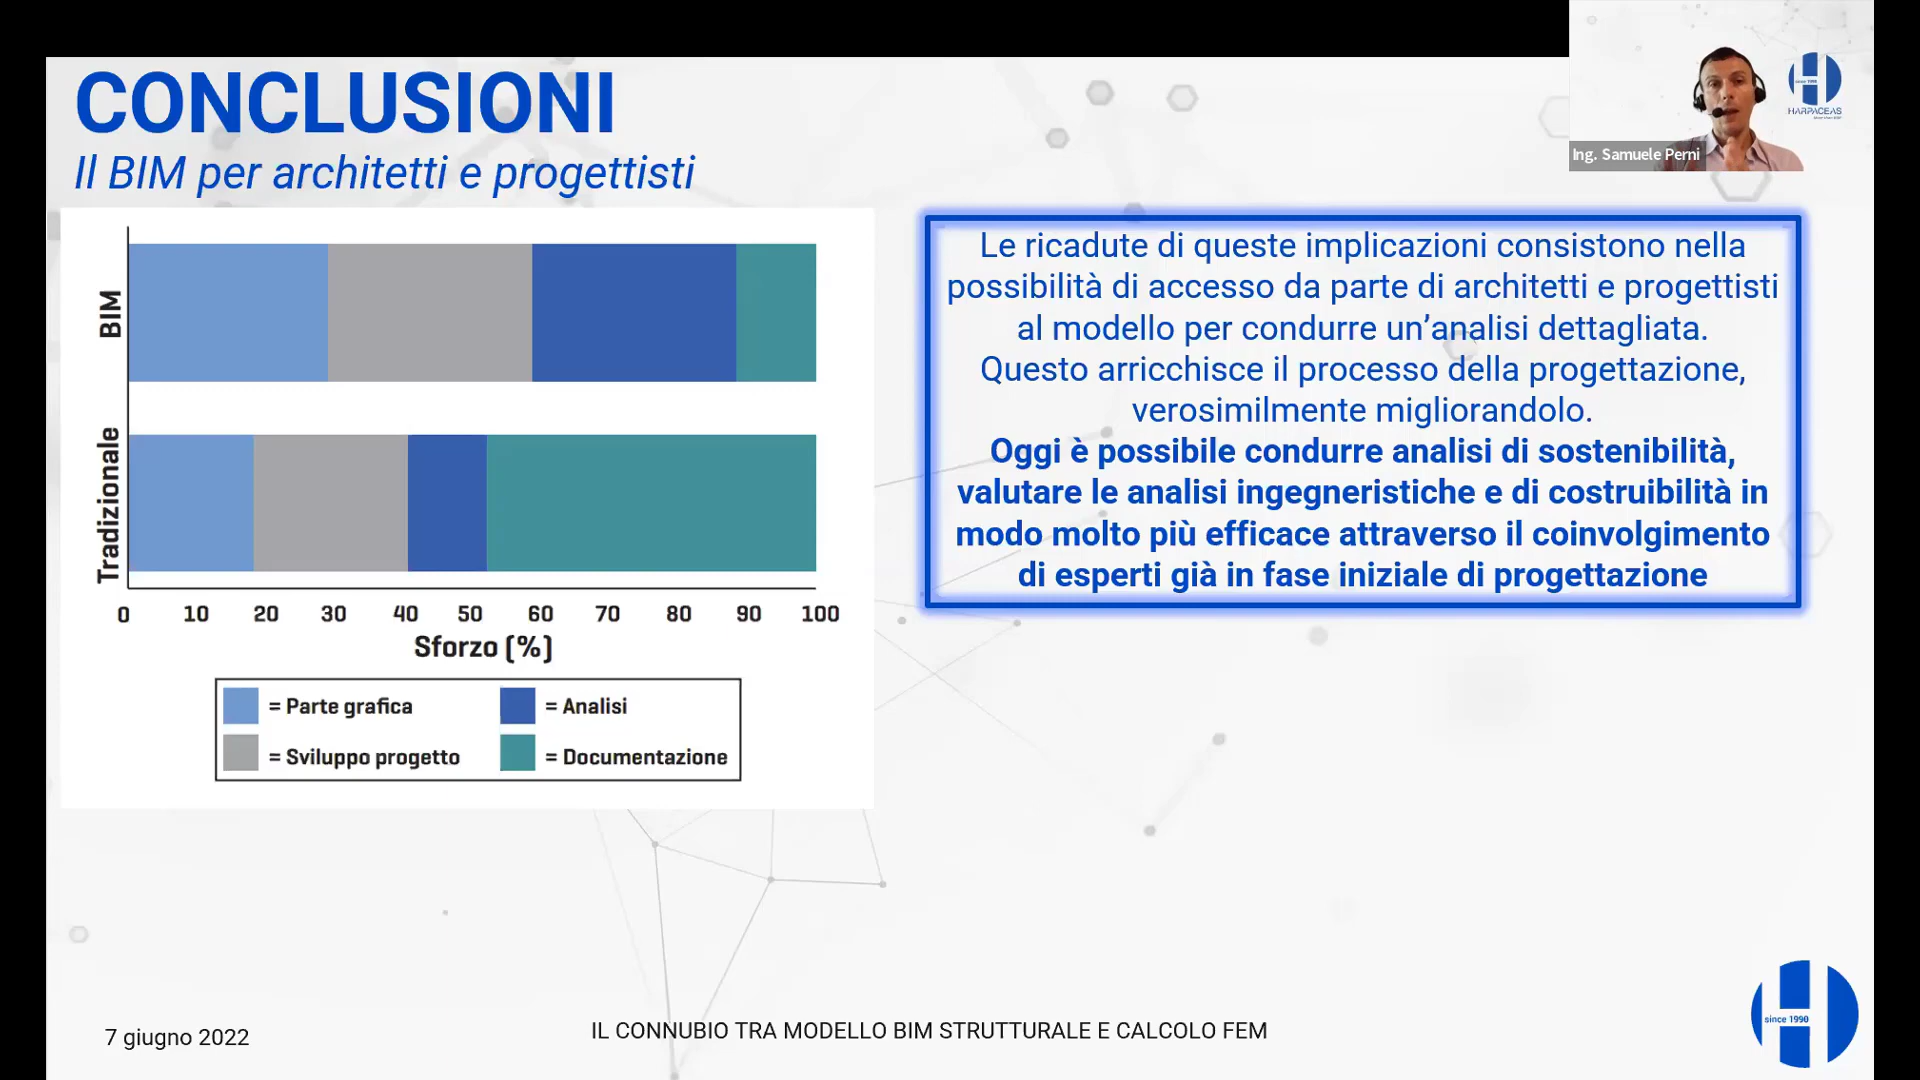 CONCLUSIONI
Il BIM per architetti e progettisti
HARPACEAS
Ing. Samuele Perni
BIM
Tradizionale
0 10 20 30 40 50 60 70 80 90 100
Sforzo (%)
= Parte grafica
= Analisi
= Sviluppo progetto
= Documentazione
Le ricadute di queste implicazioni consistono nella
possibilità di accesso da parte di architetti e progettisti
al modello per condurre un’analisi dettagliata.
Questo arricchisce il processo della progettazione,
verosimilmente migliorandolo.
Oggi è possibile condurre analisi di sostenibilità,
valutare le analisi ingegneristiche e di costruibilità in
modo molto più efficace attraverso il coinvolgimento
di esperti già in fase iniziale di progettazione
7 giugno 2022
IL CONNUBIO TRA MODELLO BIM STRUTTURALE E CALCOLO FEM
since 1990